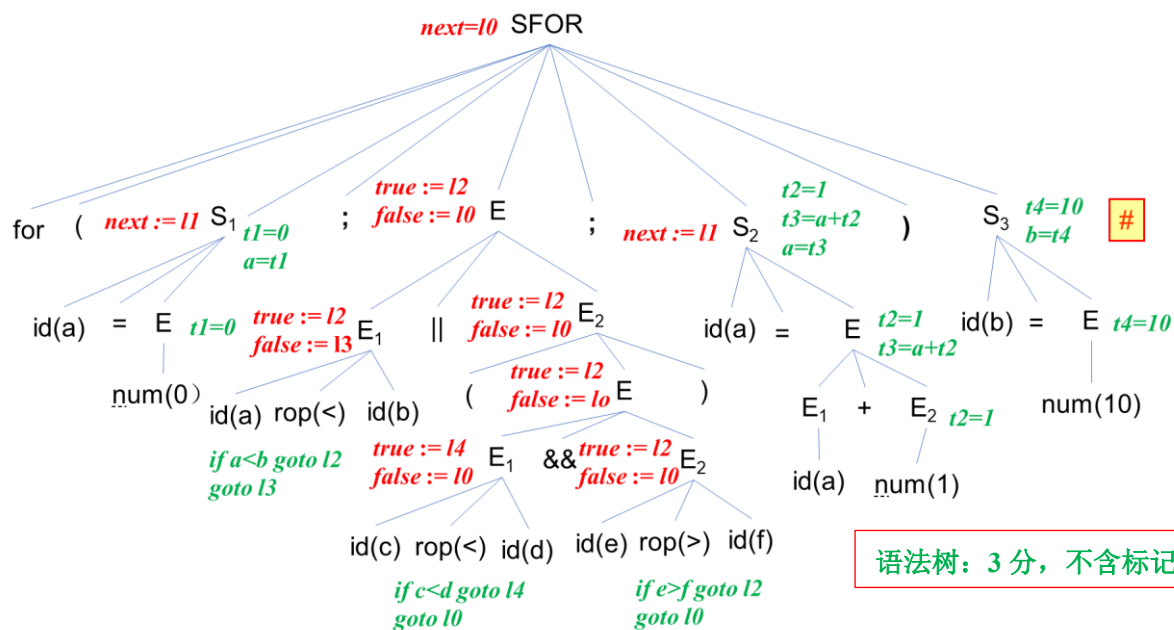 next=l0 SFOR
for ( next := l1 S1 t1=0 a=t1 ; true := l2 false := l0 E ; next := l1 S2 t2=1 t3=a+t2 a=t3 ) S3 t4=10 b=t4 #
id(a) = E t1=0 true := l2 false := l3 E1 || true := l2 false := l0 E2 id(a) = E t2=1 t3=a+t2 id(b) = E t4=10
num(0) id(a) rop(<) id(b) ( true := l2 false := lo E ) E1 + E2 t2=1 num(10)
if a<b goto l2
goto l3
true := l4 false := l0 E1 && true := l2 false := l0 E2 id(a) num(1)
id(c) rop(<) id(d) id(e) rop(>) id(f)
if c<d goto l4
goto l0
if e>f goto l2
goto l0
语法树：3 分，不含标记